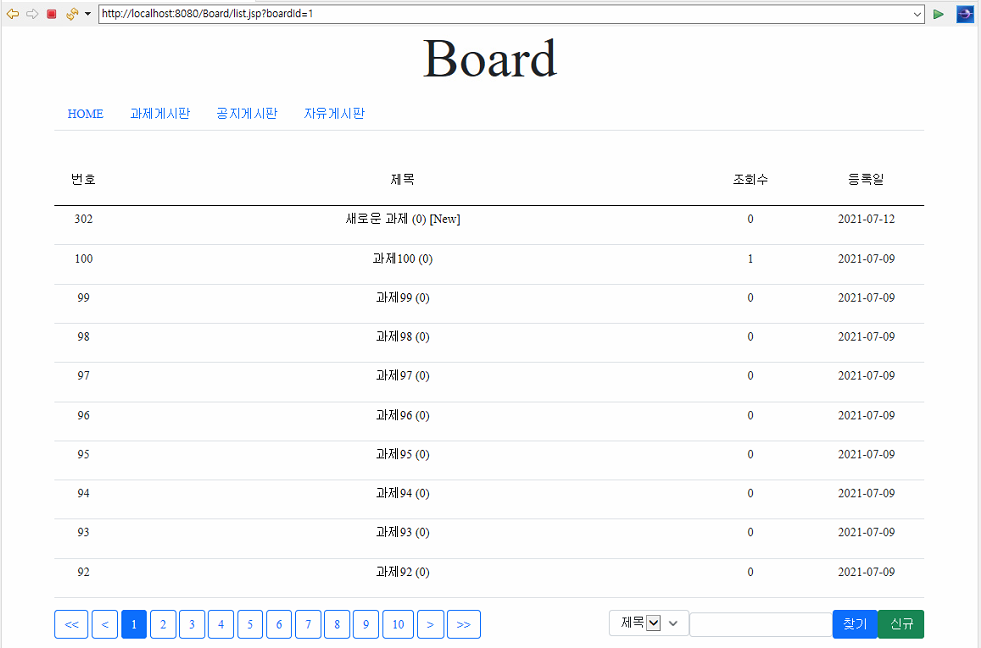 http://localhost:8080/Board/list.jsp?boardId=1
Board
HOME 과제게시판 공지게시판 자유게시판
번호 제목 조회수 등록일
302 새로운 과제 (0) [New] 0 2021-07-12
100 과제100 (0) 1 2021-07-09
99 과제99 (0) 0 2021-07-09
98 과제98 (0) 0 2021-07-09
97 과제97 (0) 0 2021-07-09
96 과제96 (0) 0 2021-07-09
95 과제95 (0) 0 2021-07-09
94 과제94 (0) 0 2021-07-09
93 과제93 (0) 0 2021-07-09
92 과제92 (0) 0 2021-07-09
<< < 1 2 3 4 5 6 7 8 9 10 > >> 제목 찾기 신규